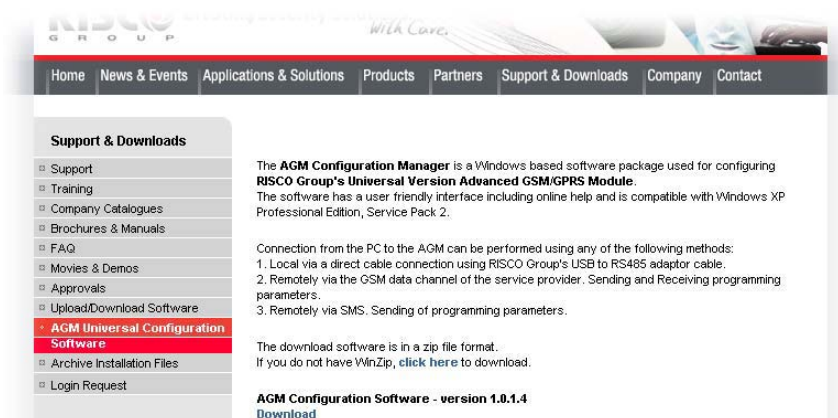 RISCO
GROUP
With Care.
Home News & Events Applications & Solutions Products Partners Support & Downloads Company Contact
Support & Downloads
Support
Training
Company Catalogues
Brochures & Manuals
FAQ
Movies & Demos
Approvals
Upload/Download Software
AGM Universal Configuration
Software
Archive Installation Files
Login Request
The AGM Configuration Manager is a Windows based software package used for configuring
RISCO Group's Universal Version Advanced GSM/GPRS Module.
The software has a user friendly interface including online help and is compatible with Windows XP
Professional Edition, Service Pack 2.
Connection from the PC to the AGM can be performed using any of the following methods:
1. Local via a direct cable connection using RISCO Group's USB to RS485 adaptor cable.
2. Remotely via the GSM data channel of the service provider. Sending and Receiving programming
parameters.
3. Remotely via SMS. Sending of programming parameters.
The download software is in a zip file format.
If you do not have WinZip, click here to download.
AGM Configuration Software - version 1.0.1.4
Download